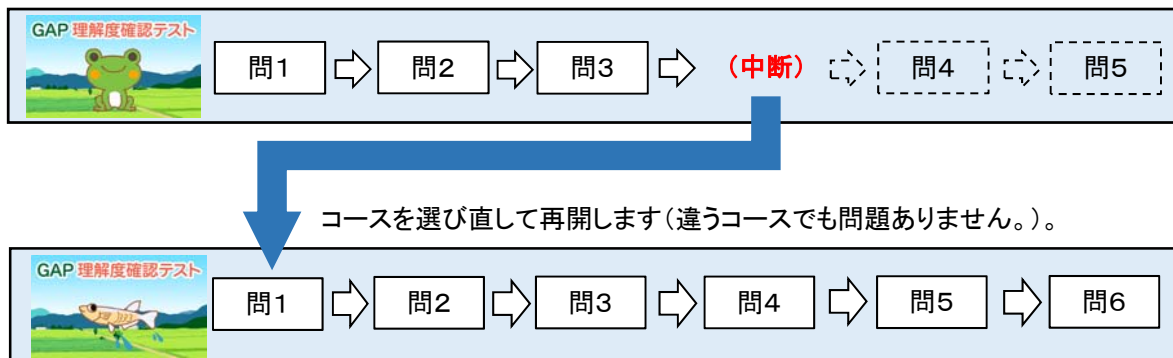 GAP 理解度確認テスト
問1 問2 問3 （中断） 問4 問5
コースを選び直して再開します（違うコースでも問題ありません。）。
GAP 理解度確認テスト
問1 問2 問3 問4 問5 問6